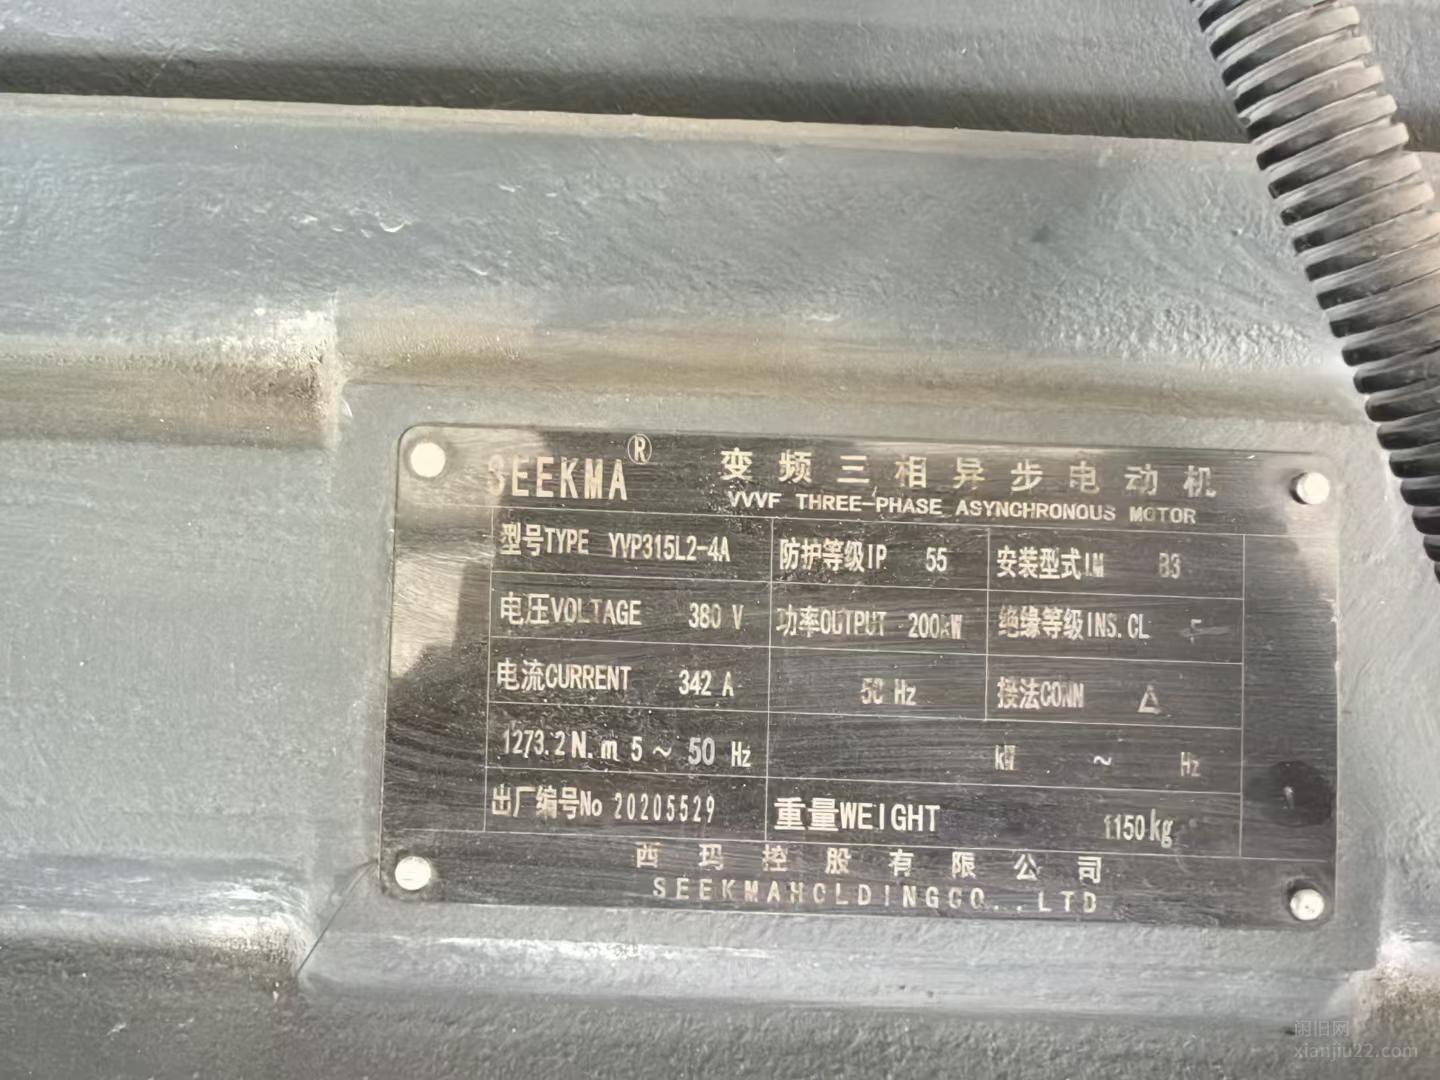 SEEKMA® 变频三相异步电动机
VVVF THREE-PHASE ASYNCHRONOUS MOTOR
型号TYPE YVP315L2-4A 防护等级IP 55 安装型式IM B3
电压VOLTAGE 380 V 功率OUTPUT 200kW 绝缘等级INS.CL F
电流CURRENT 342 A 50 Hz 接法CONN △
1273.2N.m 5～50 Hz kW ～ Hz
出厂编号No 20205529 重量WEIGHT 1150kg
西玛控股有限公司
SEEKMAHOLDINGCO..LTD
闲旧网
xianjiu22.com